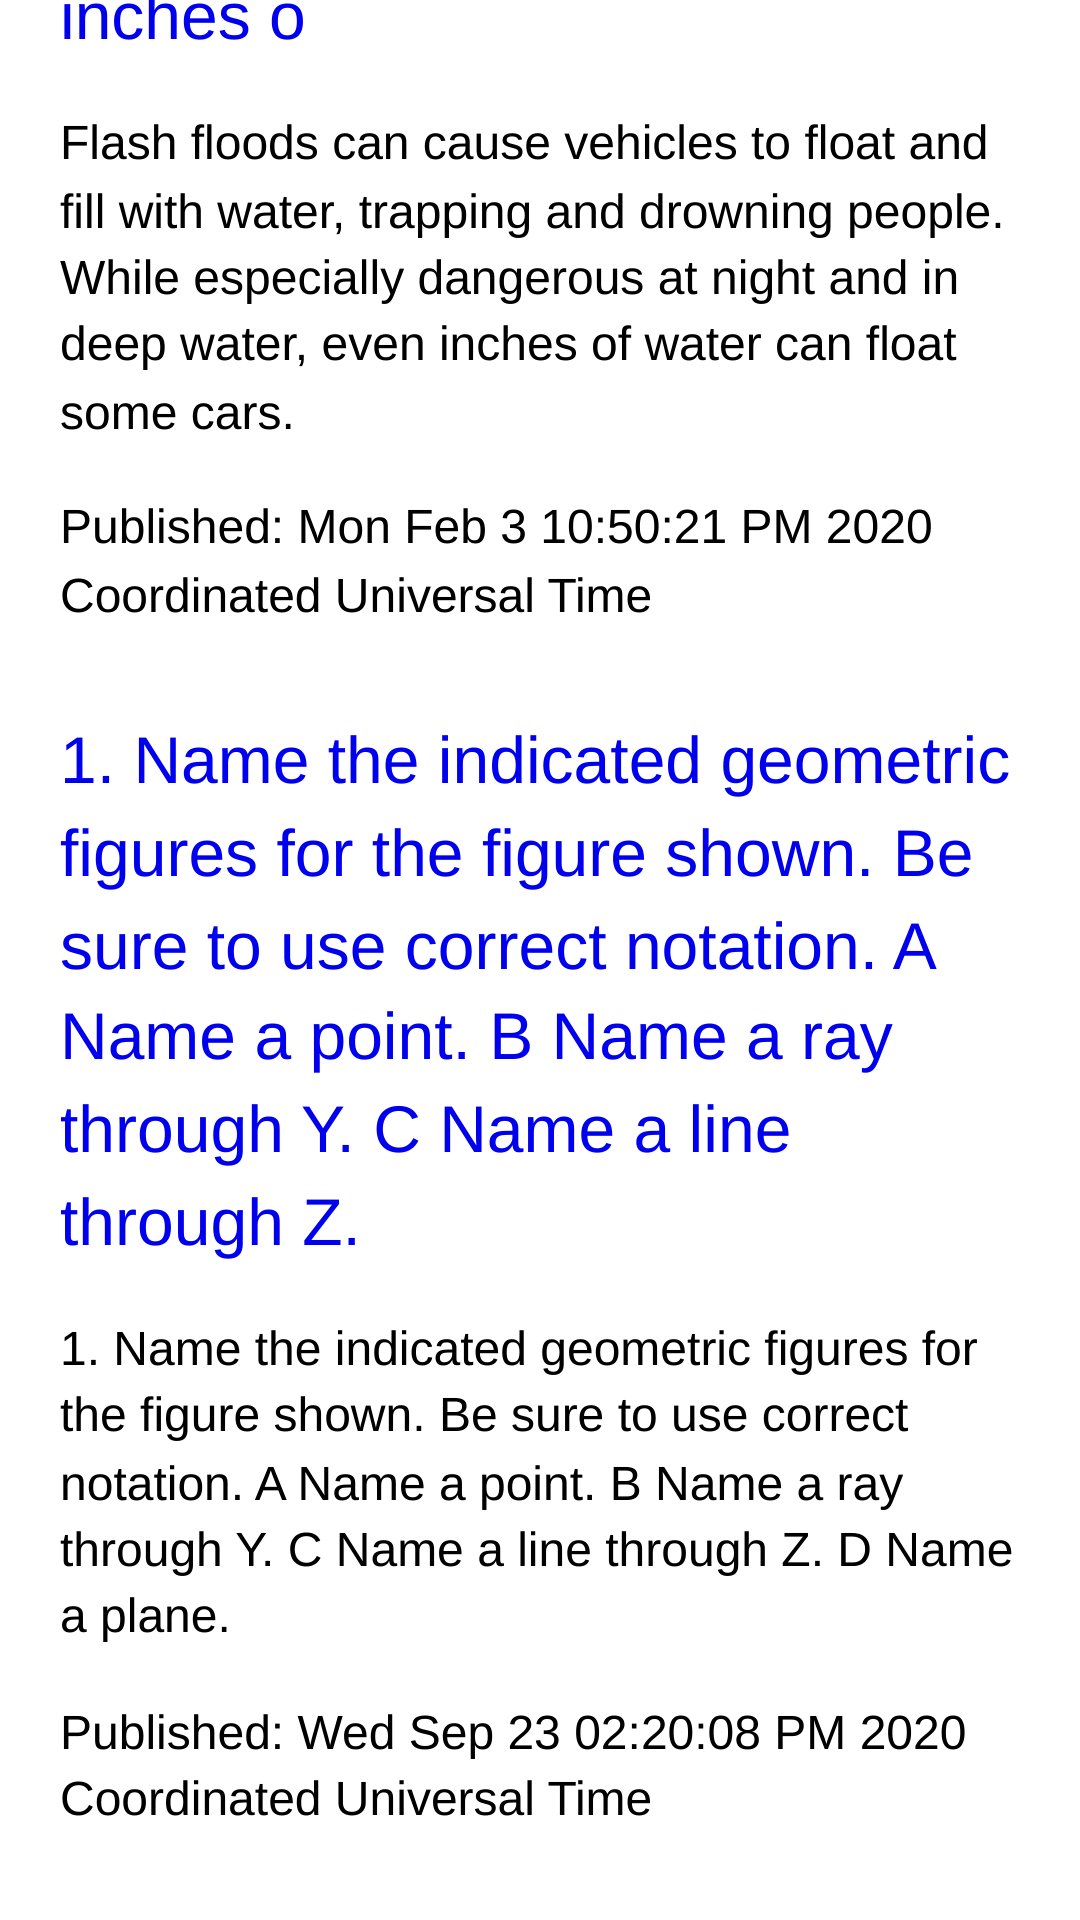 inches o
Flash floods can cause vehicles to float and
fill with water, trapping and drowning people.
While especially dangerous at night and in
deep water, even inches of water can float
some cars.
Published: Mon Feb 3 10:50:21 PM 2020
Coordinated Universal Time
1. Name the indicated geometric
figures for the figure shown. Be
sure to use correct notation. A
Name a point. B Name a ray
through Y. C Name a line
through Z.
1. Name the indicated geometric figures for
the figure shown. Be sure to use correct
notation. A Name a point. B Name a ray
through Y. C Name a line through Z. D Name
a plane.
Published: Wed Sep 23 02:20:08 PM 2020
Coordinated Universal Time